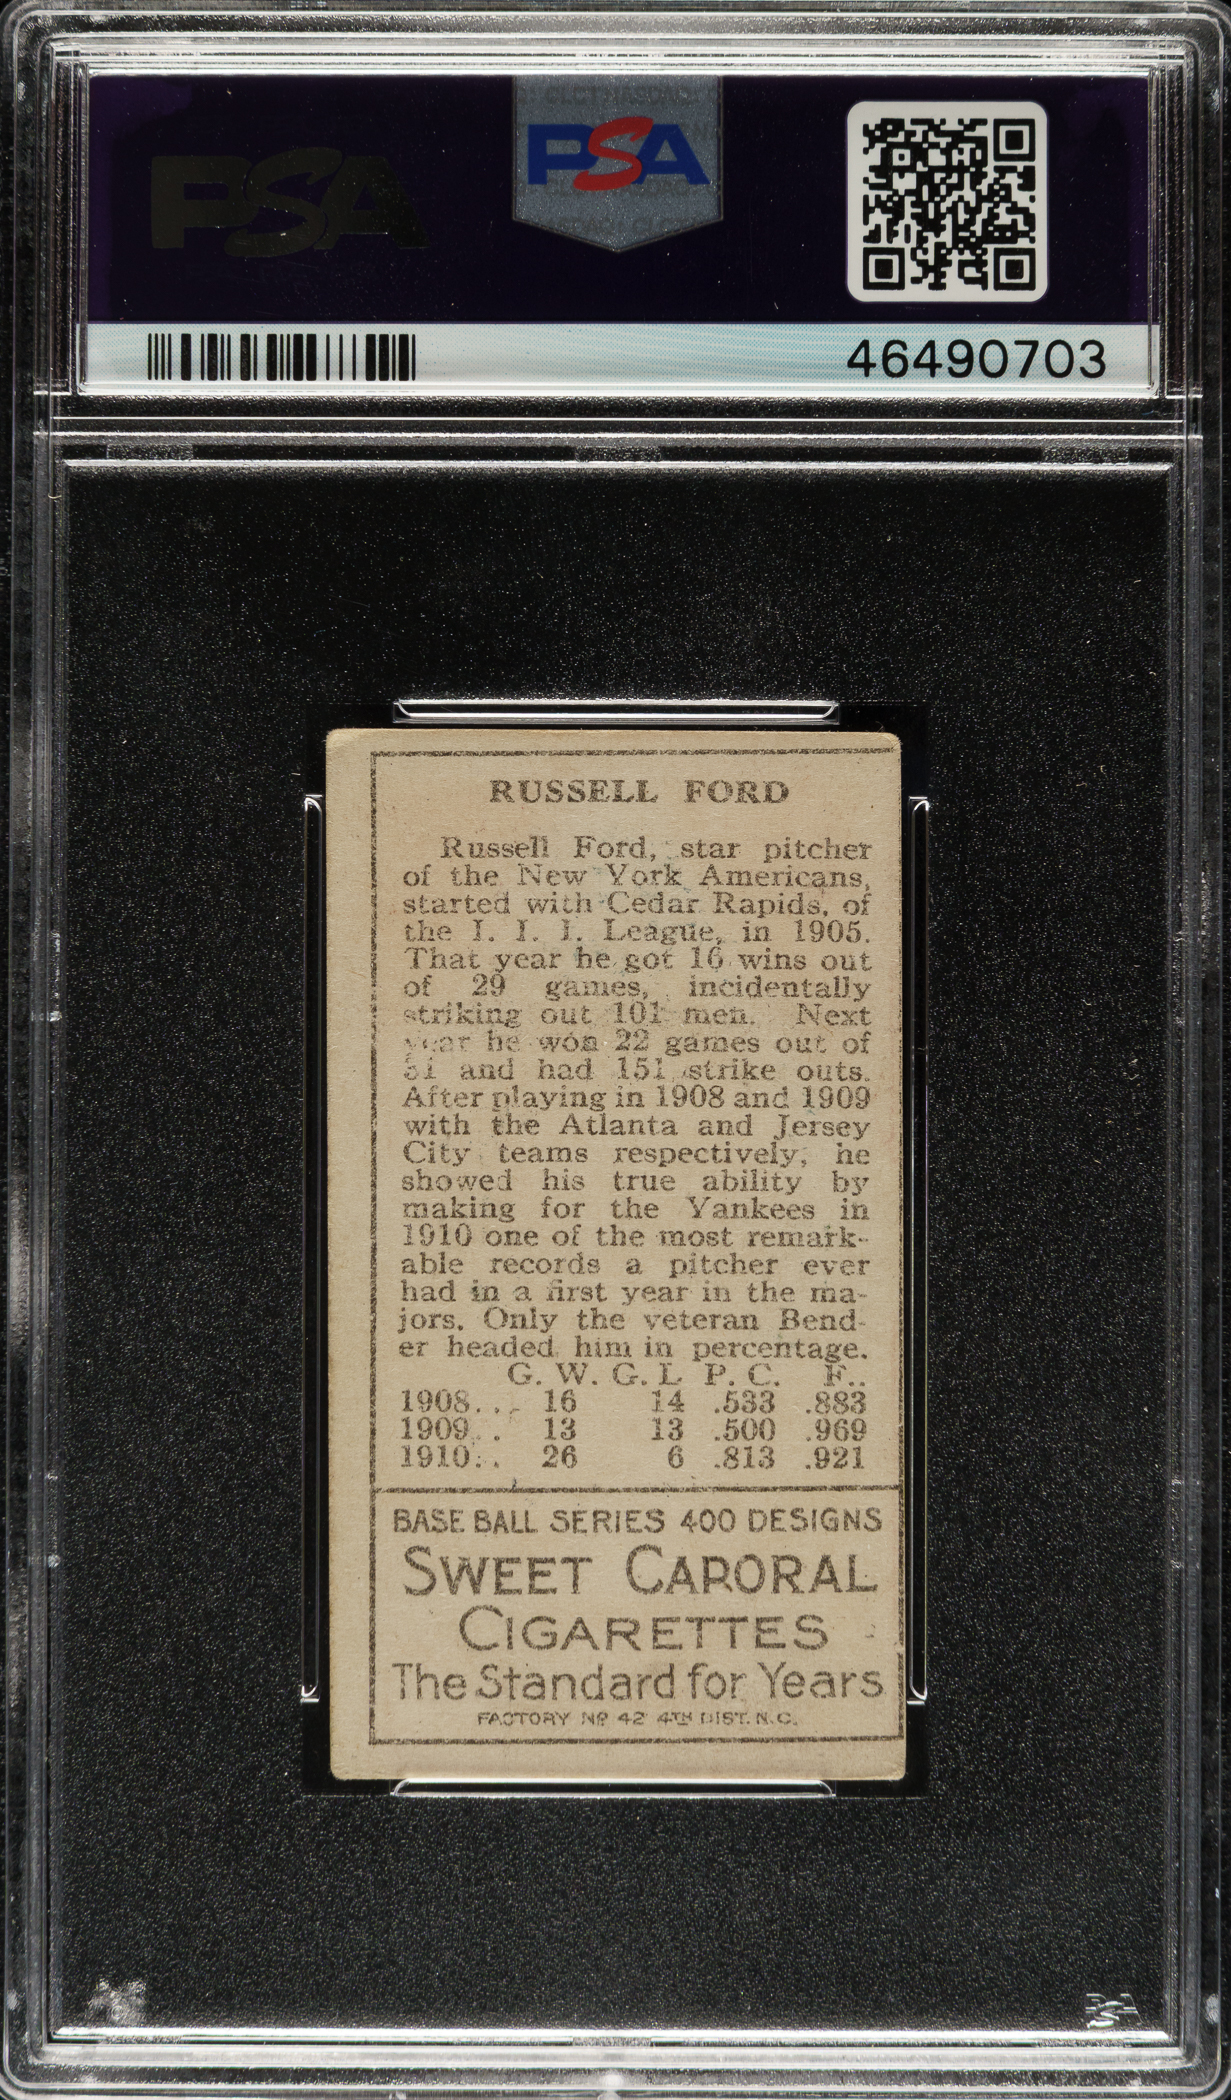 PSA
PSA
46490703
RUSSELL FORD
Russell Ford, star pitcher
of the New York Americans,
started with Cedar Rapids, of
the I. I. I. League, in 1905.
That year he got 16 wins out
of 29 games, incidentally
striking out 101 men. Next
year he won 22 games out of
51 and had 151 strike outs.
After playing in 1908 and 1909
with the Atlanta and Jersey
City teams respectively, he
showed his true ability by
making for the Yankees in
1910 one of the most remark-
able records a pitcher ever
had in a first year in the ma-
jors. Only the veteran Bend-
er headed him in percentage.
G. W. G. L P. C. F..
1908... 16 14 .533 .883
1909... 13 13 .500 .969
1910... 26 6 .813 .921
BASE BALL SERIES 400 DESIGNS
SWEET CAPORAL
CIGARETTES
The Standard for Years
FACTORY No 42 4TH DIST. N.C.
PSA